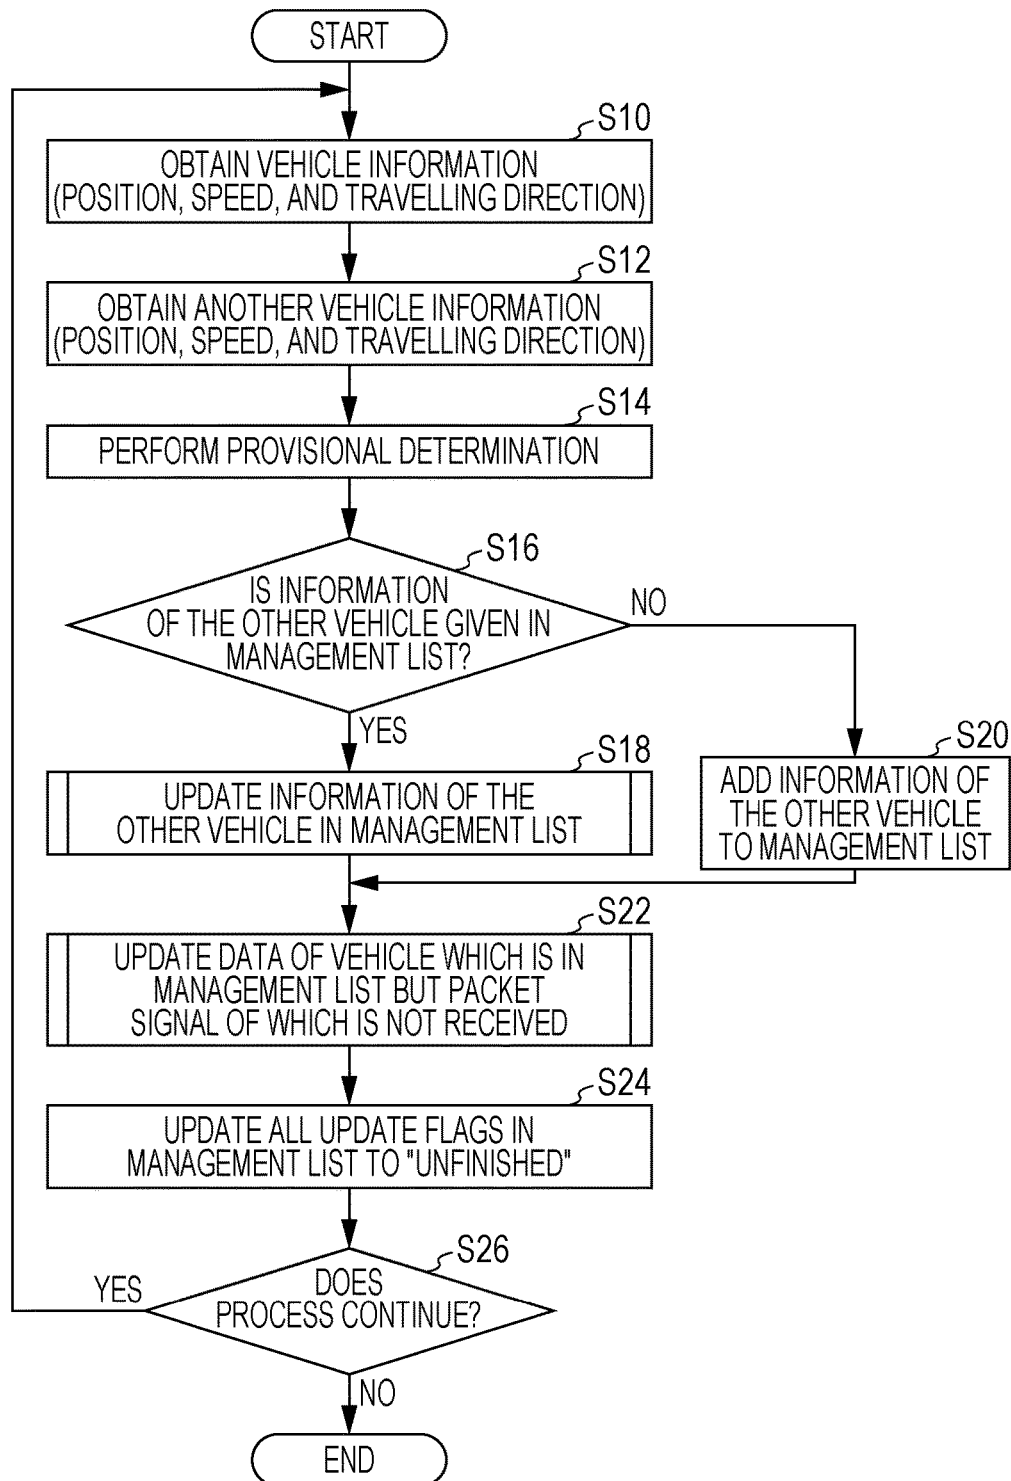 START
S10
OBTAIN VEHICLE INFORMATION
(POSITION, SPEED, AND TRAVELLING DIRECTION)
S12
OBTAIN ANOTHER VEHICLE INFORMATION
(POSITION, SPEED, AND TRAVELLING DIRECTION)
S14
PERFORM PROVISIONAL DETERMINATION
S16
IS INFORMATION
OF THE OTHER VEHICLE GIVEN IN
MANAGEMENT LIST?
NO
YES
S18
UPDATE INFORMATION OF THE
OTHER VEHICLE IN MANAGEMENT LIST
S20
ADD INFORMATION OF
THE OTHER VEHICLE
TO MANAGEMENT LIST
S22
UPDATE DATA OF VEHICLE WHICH IS IN
MANAGEMENT LIST BUT PACKET
SIGNAL OF WHICH IS NOT RECEIVED
S24
UPDATE ALL UPDATE FLAGS IN
MANAGEMENT LIST TO "UNFINISHED"
S26
YES
DOES
PROCESS CONTINUE?
NO
END